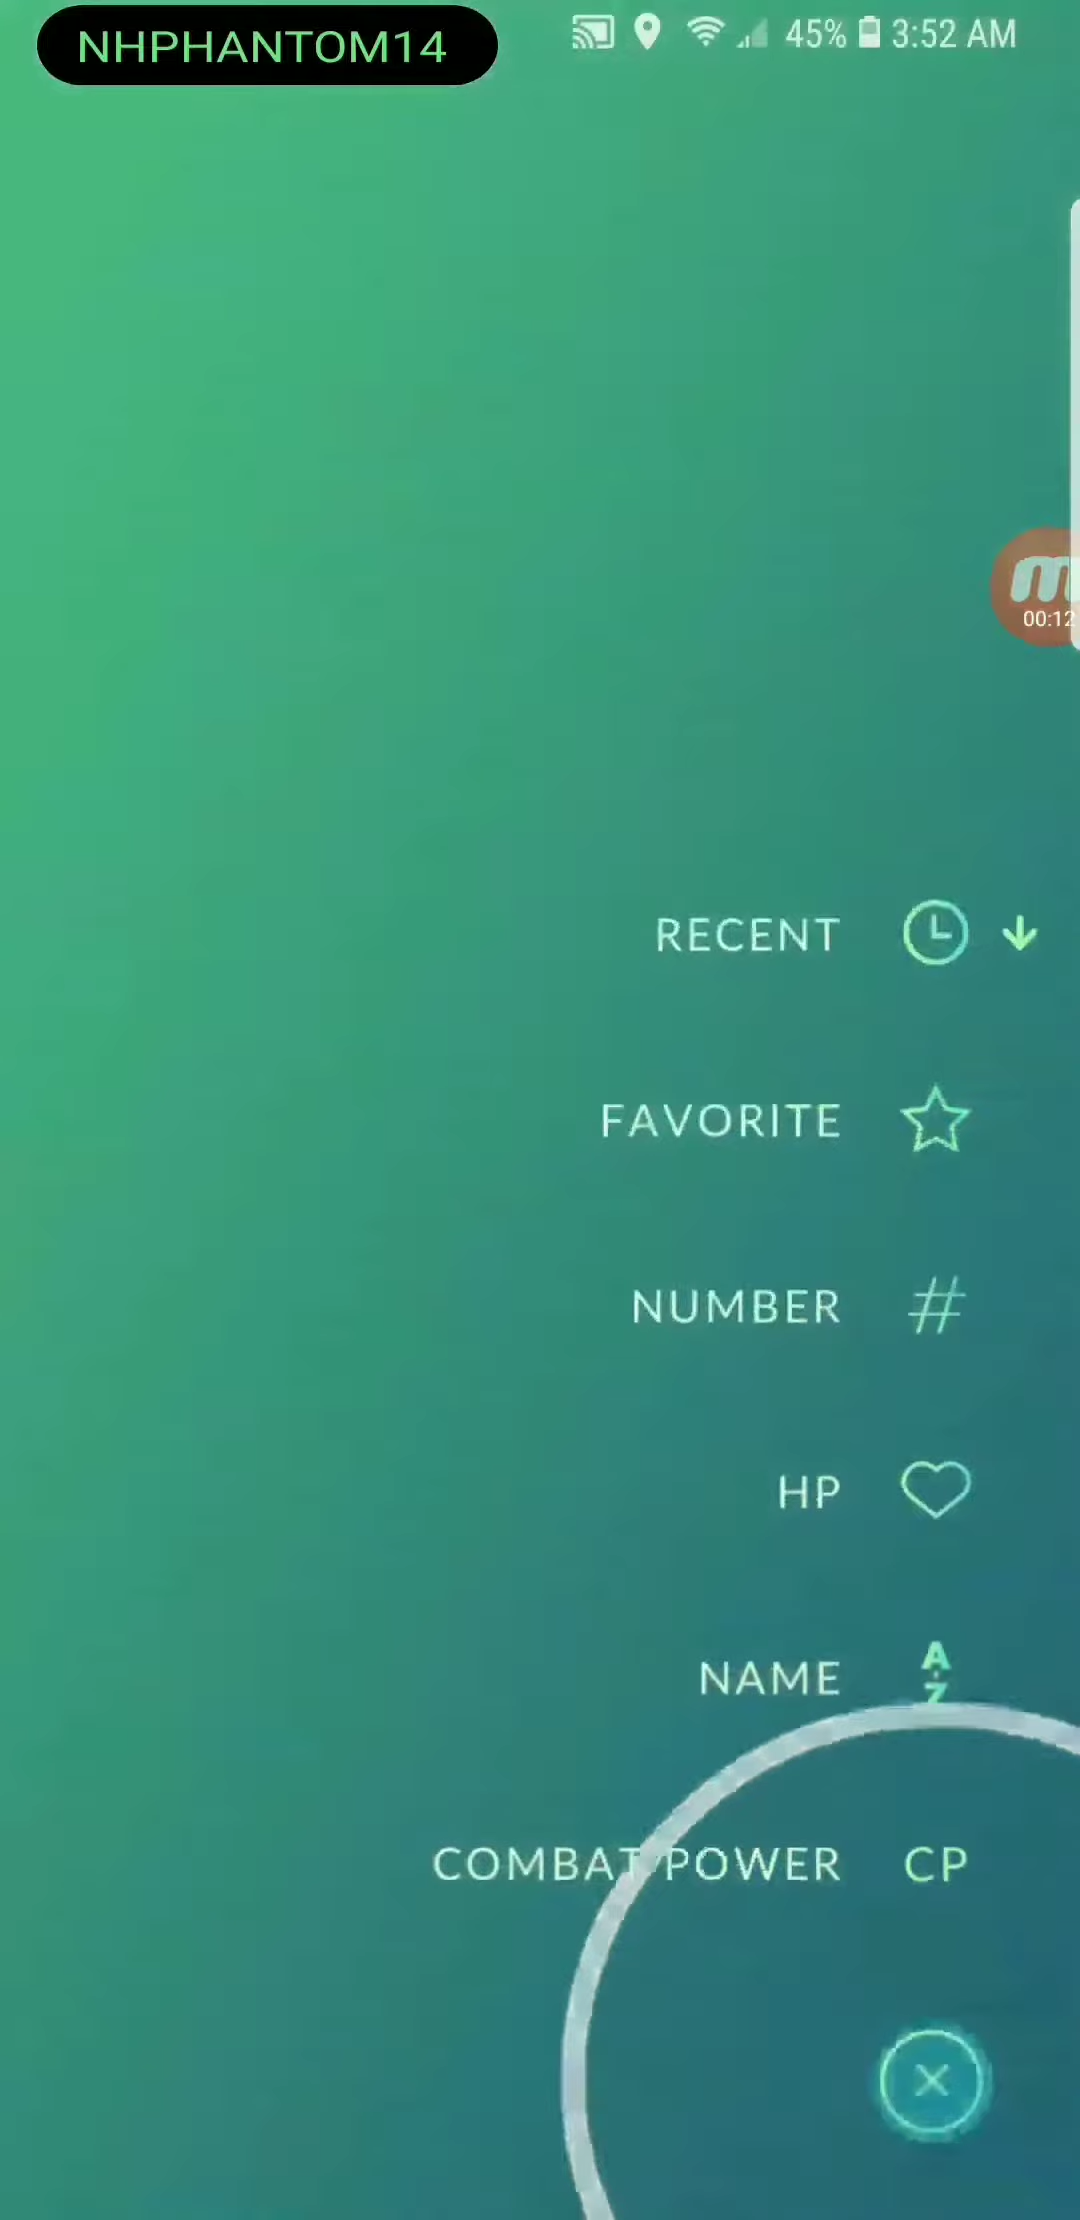 NHPHANTOM14
45% 3:52 AM
m
00:12
RECENT
FAVORITE
NUMBER #
HP
NAME A-Z
COMBAT POWER CP